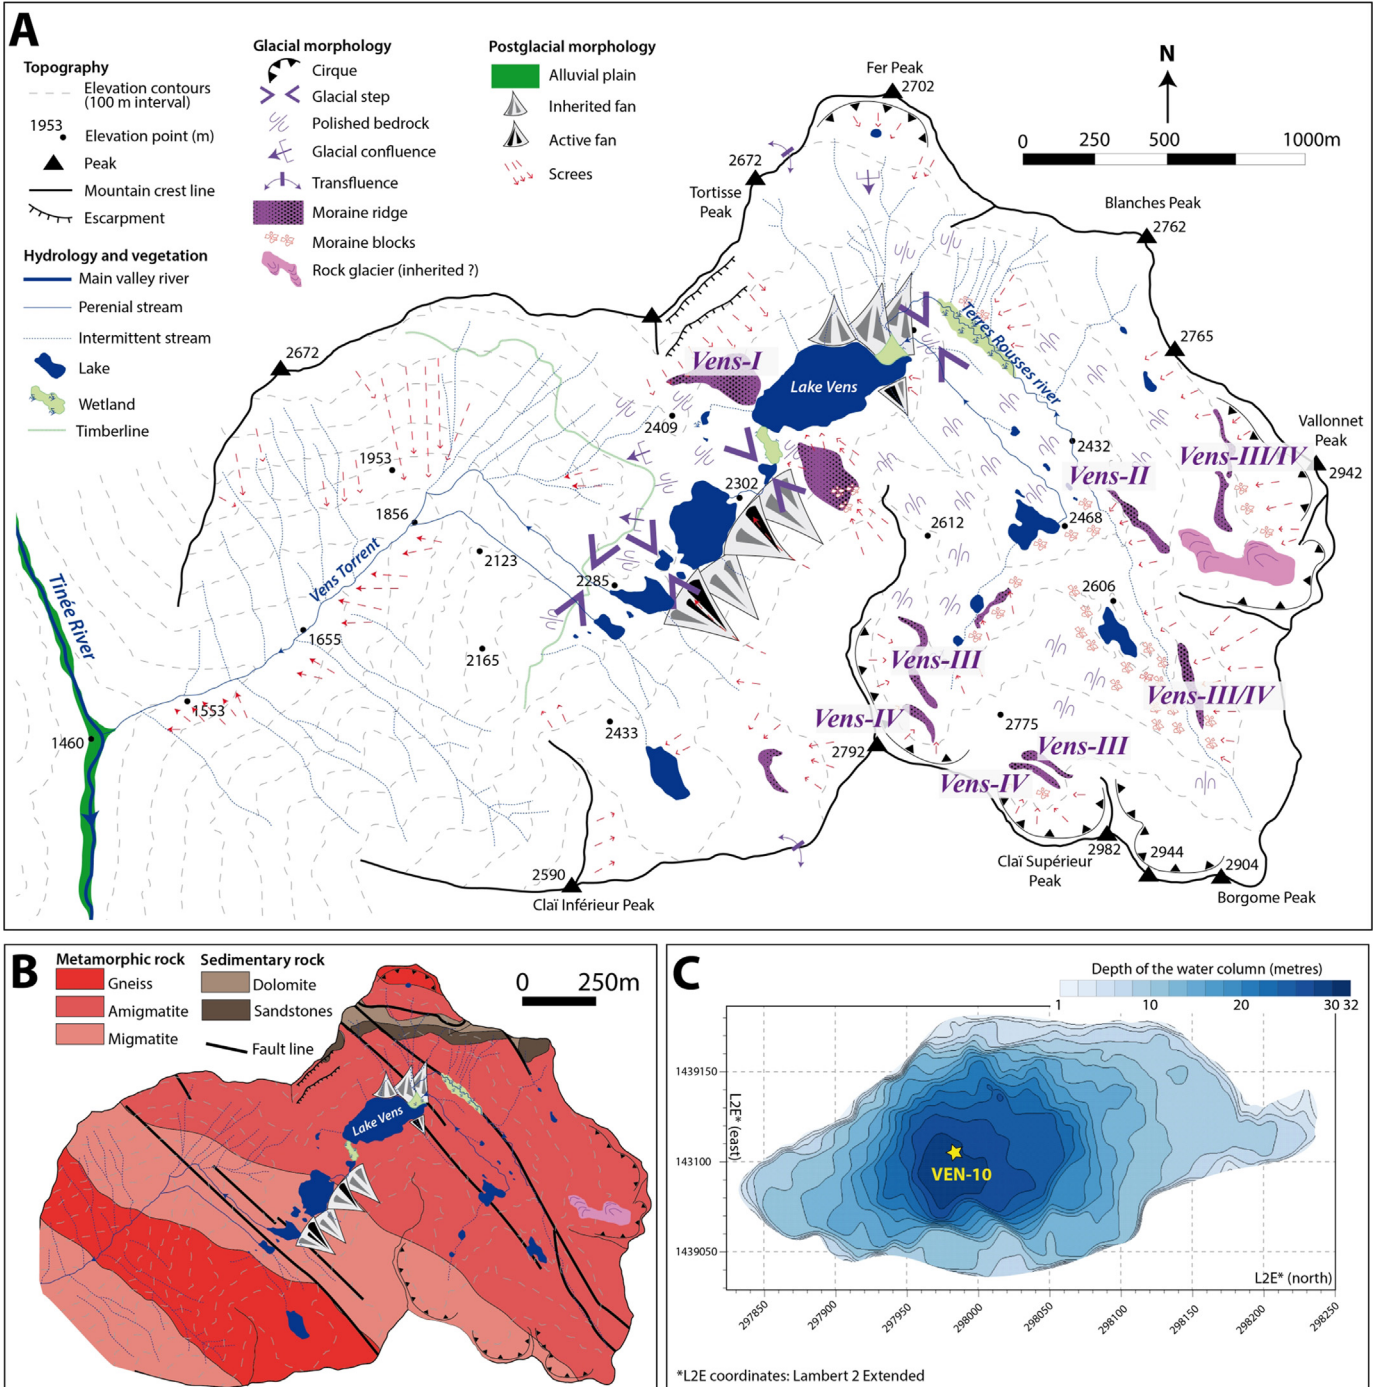 A
Topography
Elevation contours
(100 m interval)
1953
Elevation point (m)
Peak
Mountain crest line
Escarpment
Hydrology and vegetation
Main valley river
Perenial stream
Intermittent stream
Lake
Wetland
Timberline
Glacial morphology
Cirque
Glacial step
Polished bedrock
Glacial confluence
Transfluence
Moraine ridge
Moraine blocks
Rock glacier (inherited ?)
Postglacial morphology
Alluvial plain
Inherited fan
Active fan
Screes
N
0 250 500 1000m
Fer Peak
2702
2672
Tortisse
Peak
Blanches Peak
2762
2765
Vallonnet
Peak
2942
2672
Vens-I
Lake Vens
Terres Rousses river
2409
2432
Vens-II
Vens-III/IV
1953
2302
2468
1856
2612
2123
2285
2606
Vens Torrent
Tinée River
1655
2165
Vens-III
Vens-III/IV
1553
2433
Vens-IV
2775
1460
2792
Vens-III
Vens-IV
2982
2944
2904
Claï Supérieur
Peak
Borgome Peak
2590
Claï Inférieur Peak
B
Metamorphic rock
Gneiss
Amigmatite
Migmatite
Sedimentary rock
Dolomite
Sandstones
Fault line
0 250m
Lake Vens
C
Depth of the water column (metres)
1 10 20 30 32
1439150
143100
1439050
L2E* (east)
VEN-10
L2E* (north)
297850 297900 297950 298000 298050 298100 298150 298200 298250
*L2E coordinates: Lambert 2 Extended